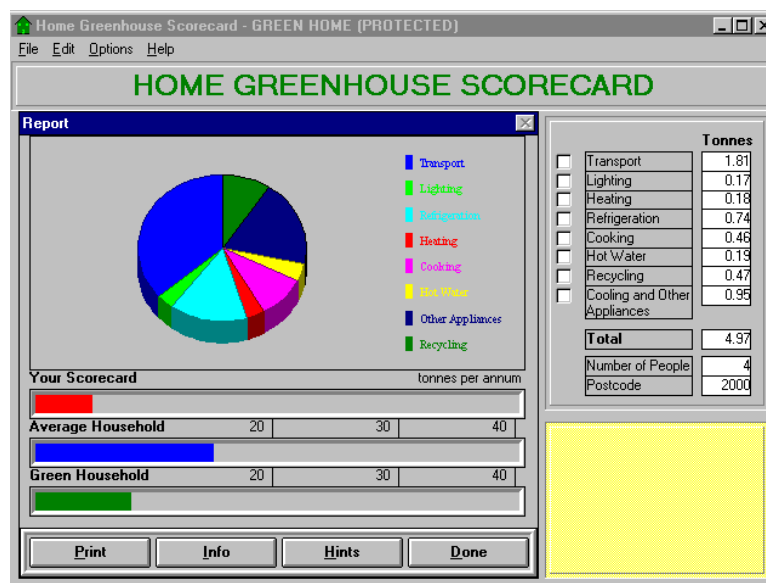 Home Greenhouse Scorecard - GREEN HOME (PROTECTED)
File Edit Options Help
HOME GREENHOUSE SCORECARD
Report
Transport
Lighting
Refrigeration
Heating
Cooking
Hot Water
Other Appliances
Recycling
Your Scorecard tonnes per annum
Average Household 20 30 40
Green Household 20 30 40
Print Info Hints Done
Tonnes
Transport 1.81
Lighting 0.17
Heating 0.18
Refrigeration 0.74
Cooking 0.46
Hot Water 0.19
Recycling 0.47
Cooling and Other 0.95
Appliances
Total 4.97
Number of People 4
Postcode 2000